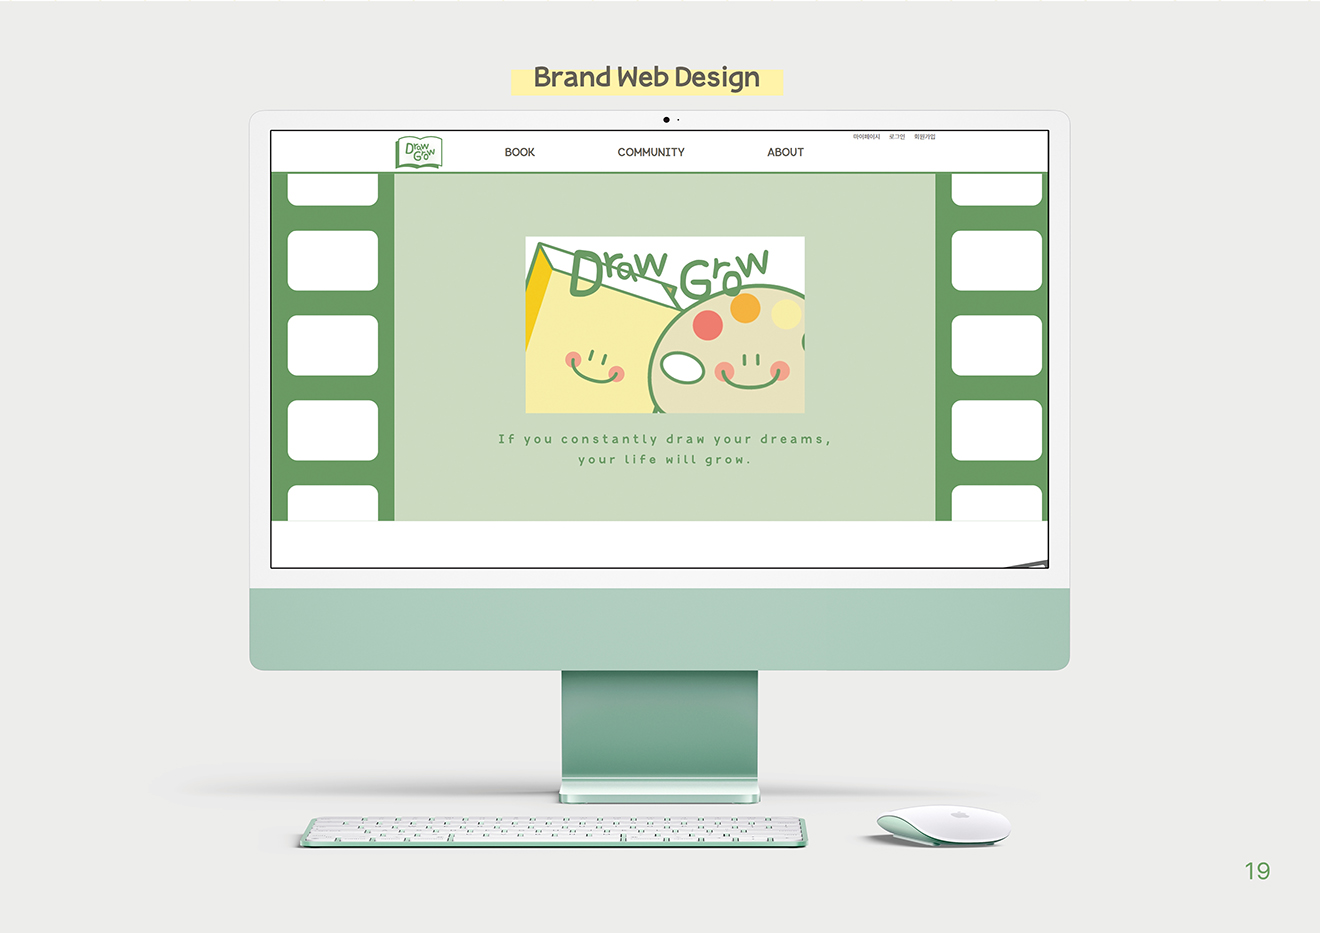 Brand Web Design
Draw Grow
BOOK COMMUNITY ABOUT
마이페이지 로그인 회원가입
Draw Grow
If you constantly draw your dreams,
your life will grow.
19